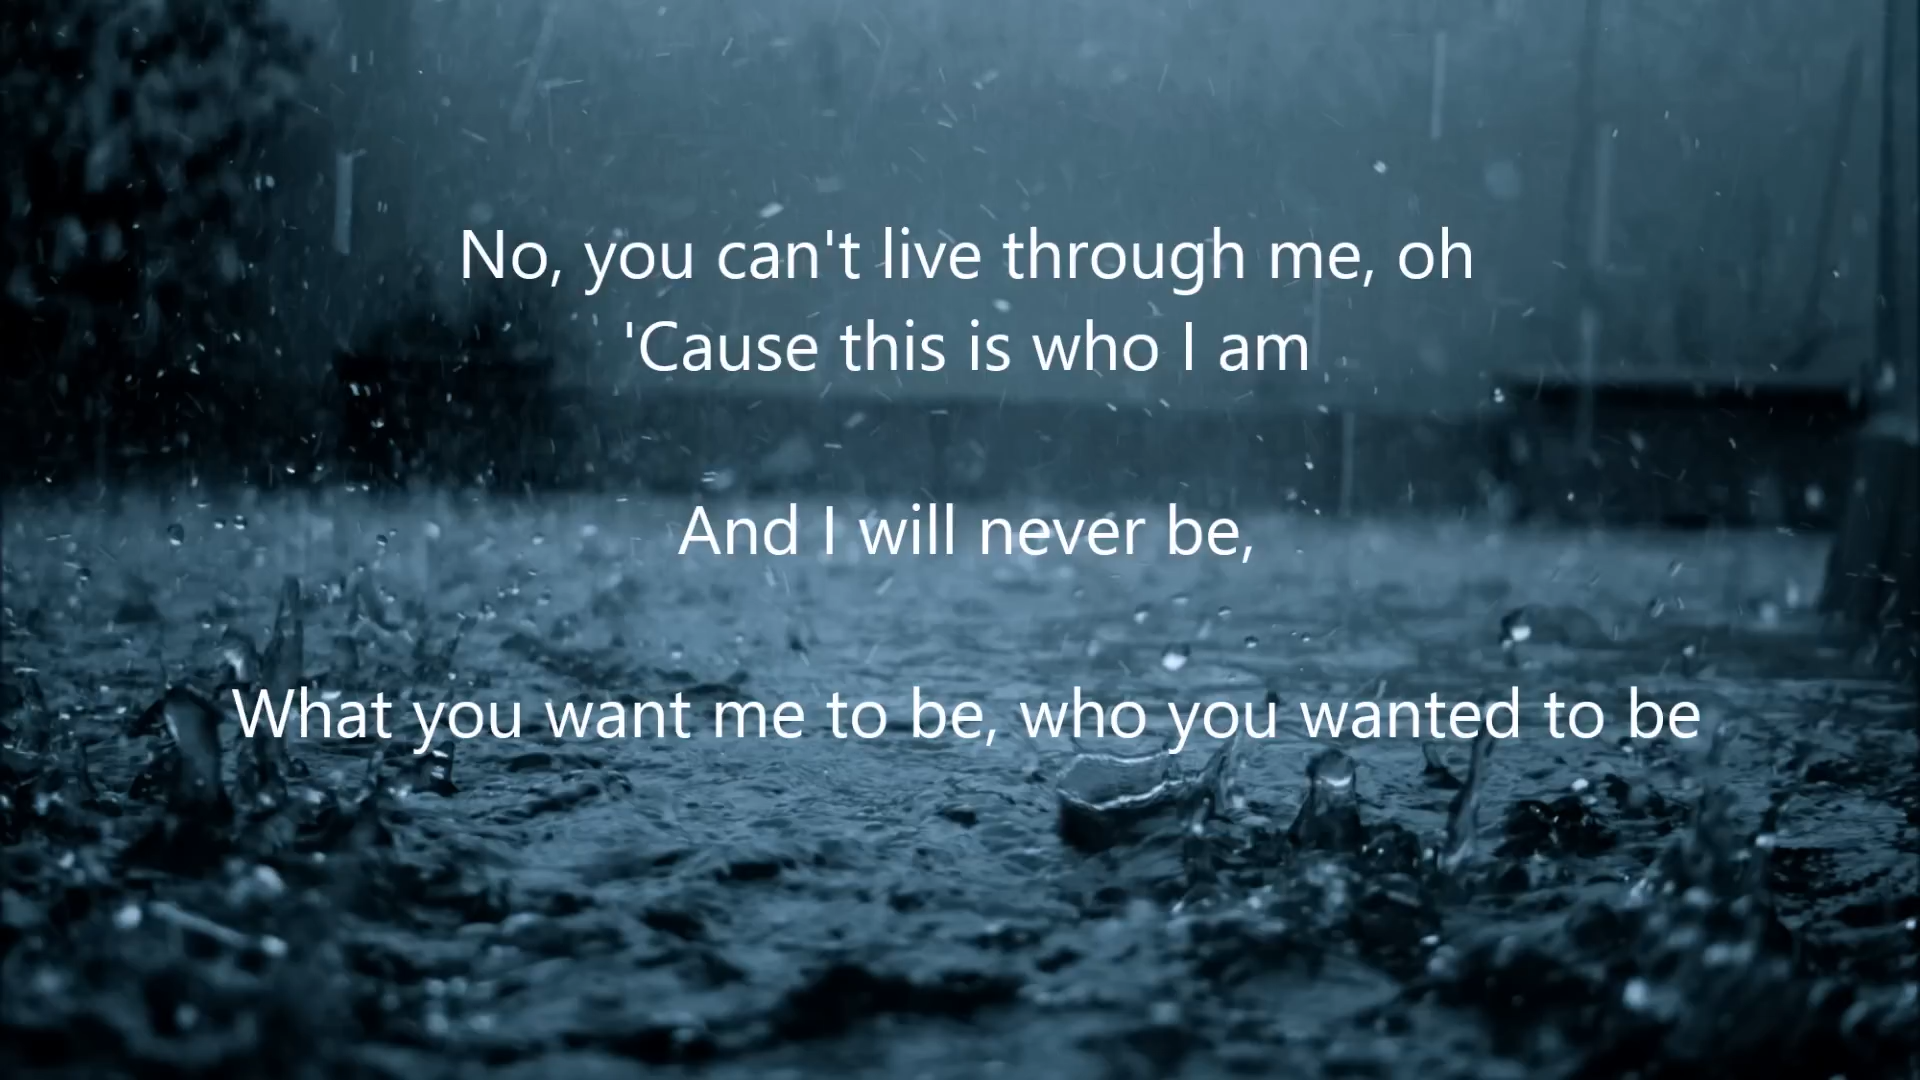 No, you can't live through me, oh
'Cause this is who I am
And I will never be,
What you want me to be, who you wanted to be